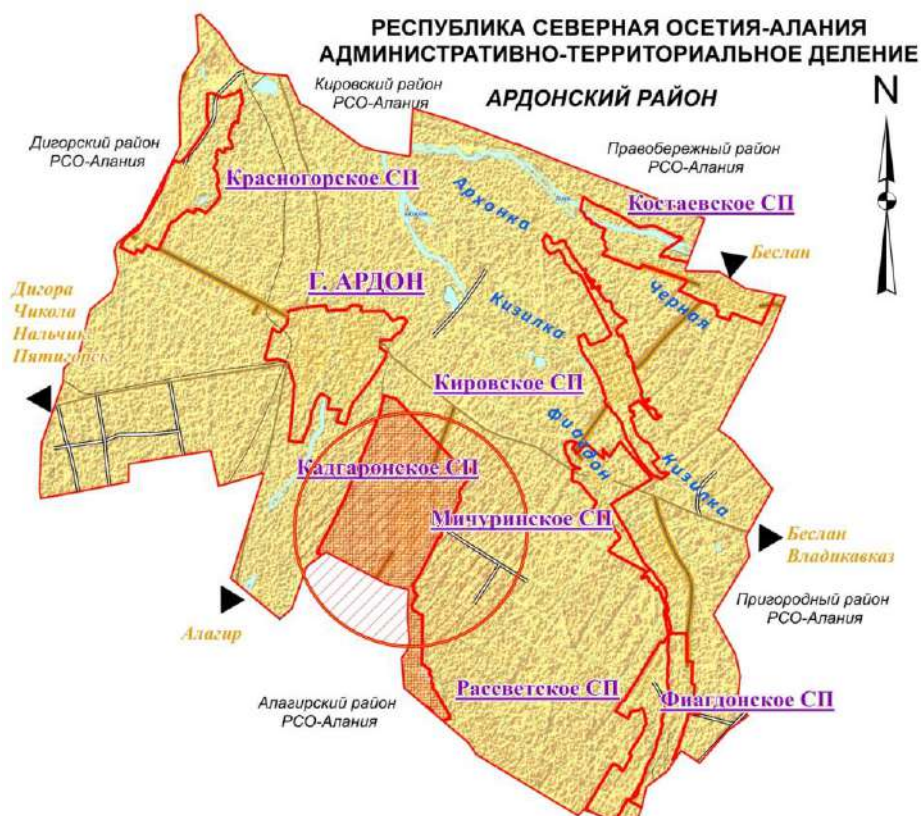 РЕСПУБЛИКА СЕВЕРНАЯ ОСЕТИЯ-АЛАНИЯ
АДМИНИСТРАТИВНО-ТЕРРИТОРИАЛЬНОЕ ДЕЛЕНИЕ
АРДОНСКИЙ РАЙОН
N
Кировский район
РСО-Алания
Дигорский район
РСО-Алания
Правобережный район
РСО-Алания
Красногорское СП
Архонка
Костаевское СП
Беслан
Г. АРДОН
Дигора
Чикола
Нальчик
Пятигорск
Кизилка
Черная
Кировское СП
Фиагдон
Кадгаронское СП
Кизилка
Мичуринское СП
Беслан
Владикавказ
Пригородный район
РСО-Алания
Алагир
Рассветское СП
Фиагдонское СП
Алагирский район
РСО-Алания